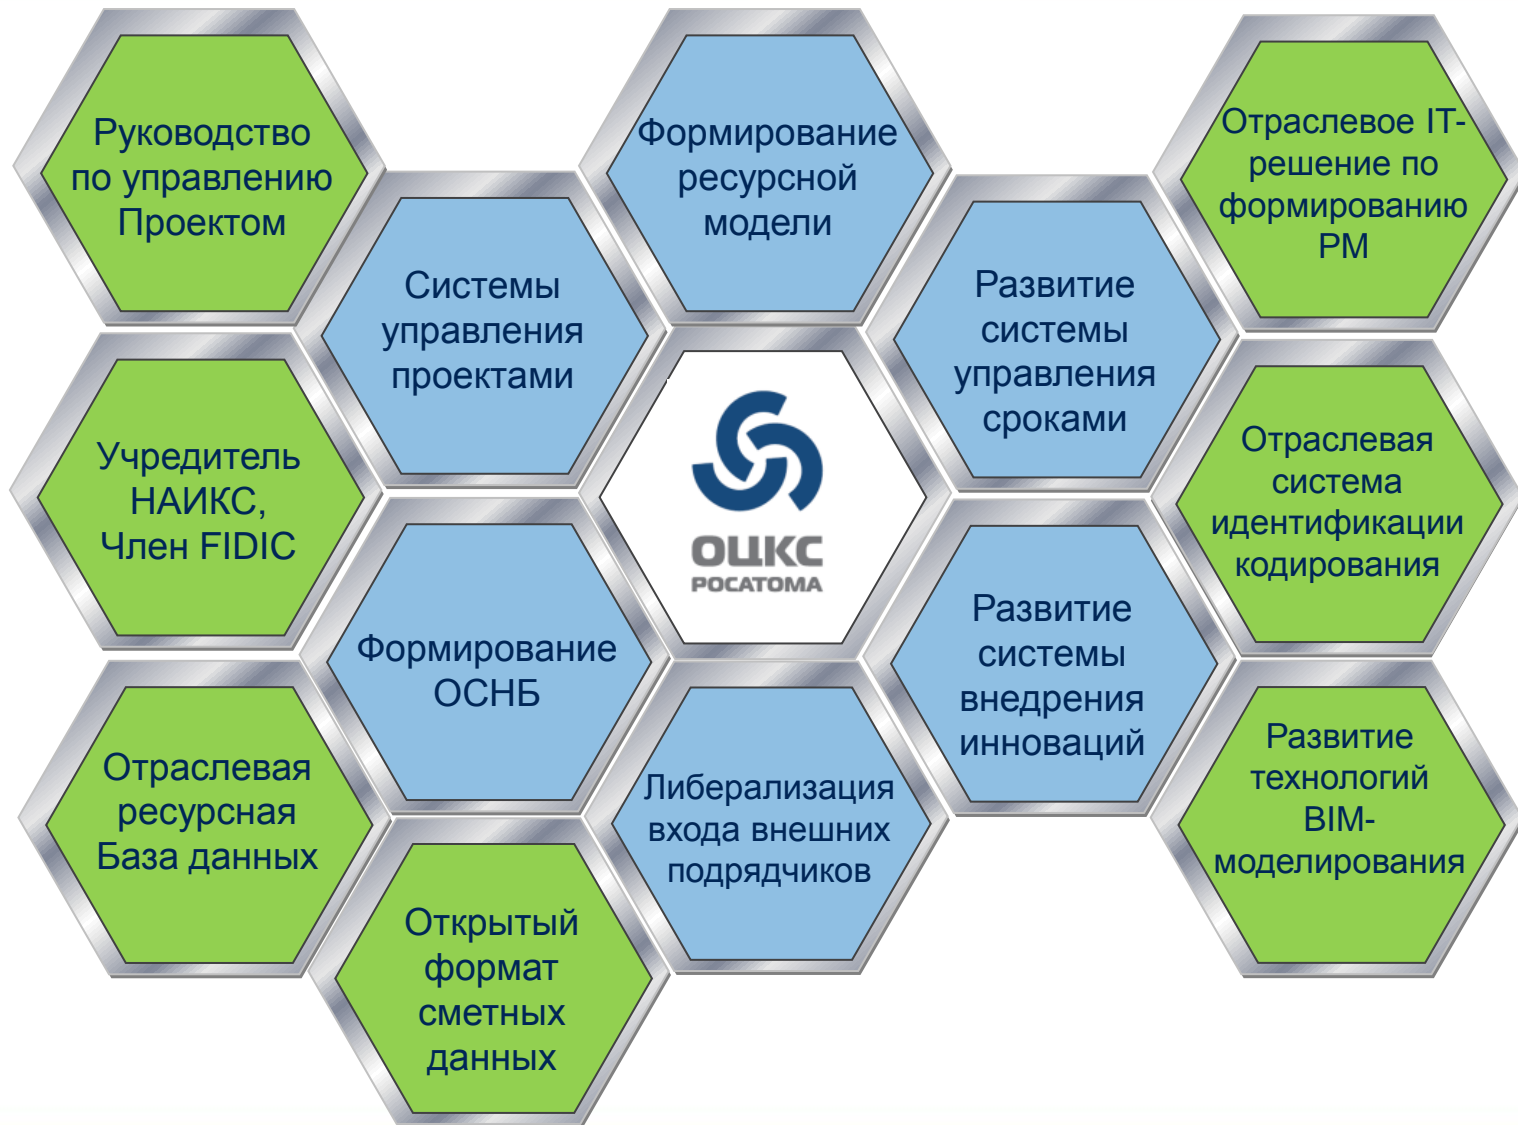 Руководство
по управлению
Проектом
Формирование
ресурсной
модели
Отраслевое IT-
решение по
формированию
РМ
Системы
управления
проектами
Развитие
системы
управления
сроками
Учредитель
НАИКС,
Член FIDIC
ОЦКС
РОСАТОМА
Отраслевая
система
идентификации
кодирования
Формирование
ОСНБ
Развитие
системы
внедрения
инноваций
Отраслевая
ресурсная
База данных
Либерализация
входа внешних
подрядчиков
Развитие
технологий
BIM-
моделирования
Открытый
формат
сметных
данных